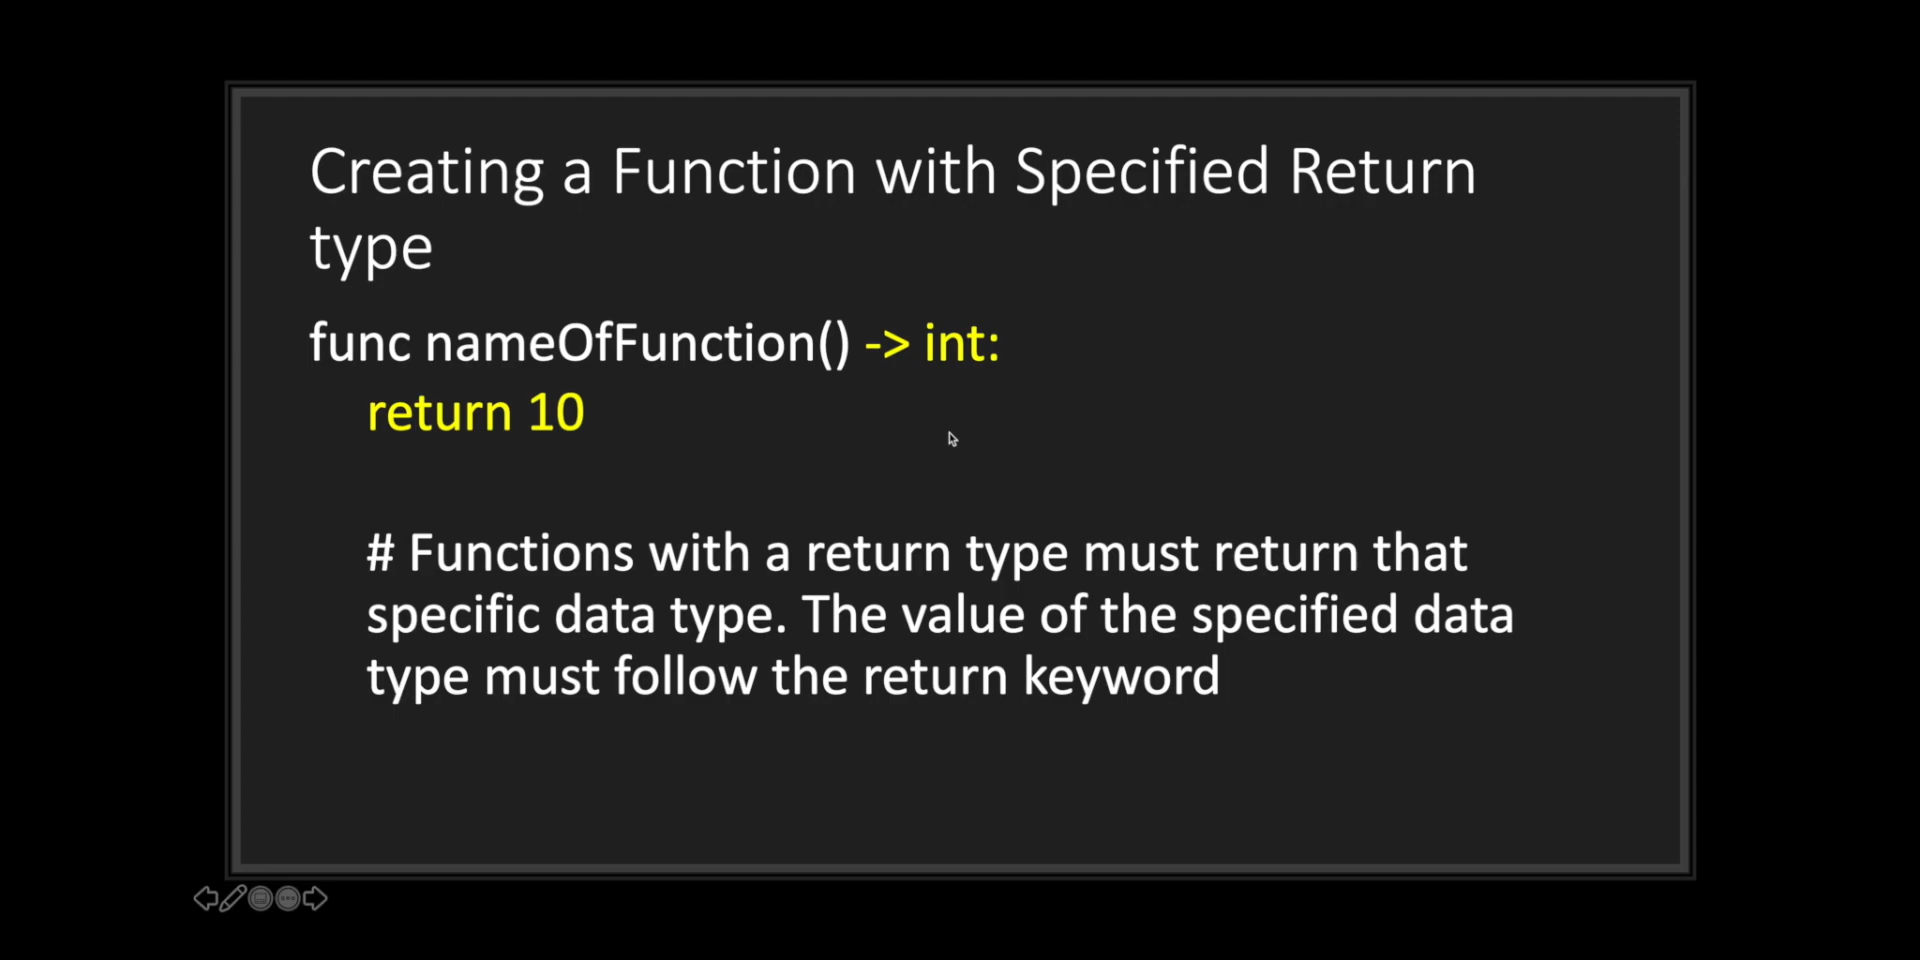 Creating a Function with Specified Return
type
func nameOfFunction() -> int:
return 10
# Functions with a return type must return that
specific data type. The value of the specified data
type must follow the return keyword